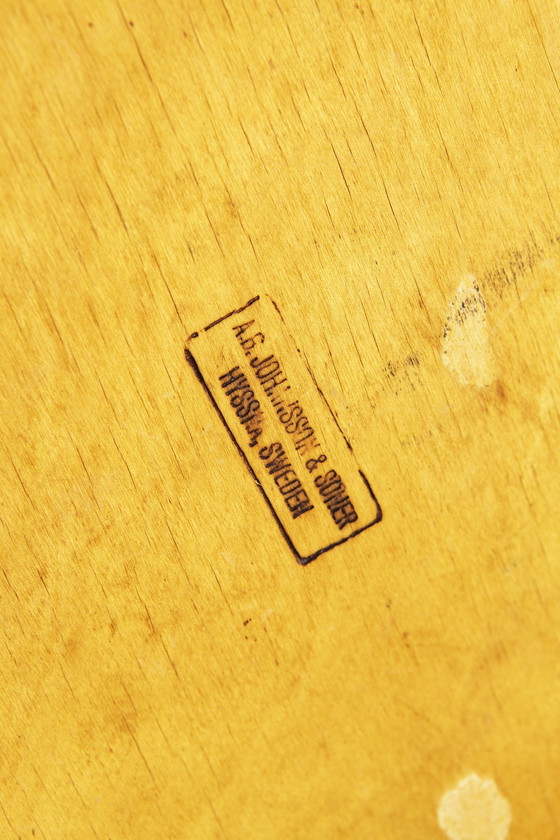 A.G. JOHANSSON & SÖNER
HYSSNA, SWEDEN